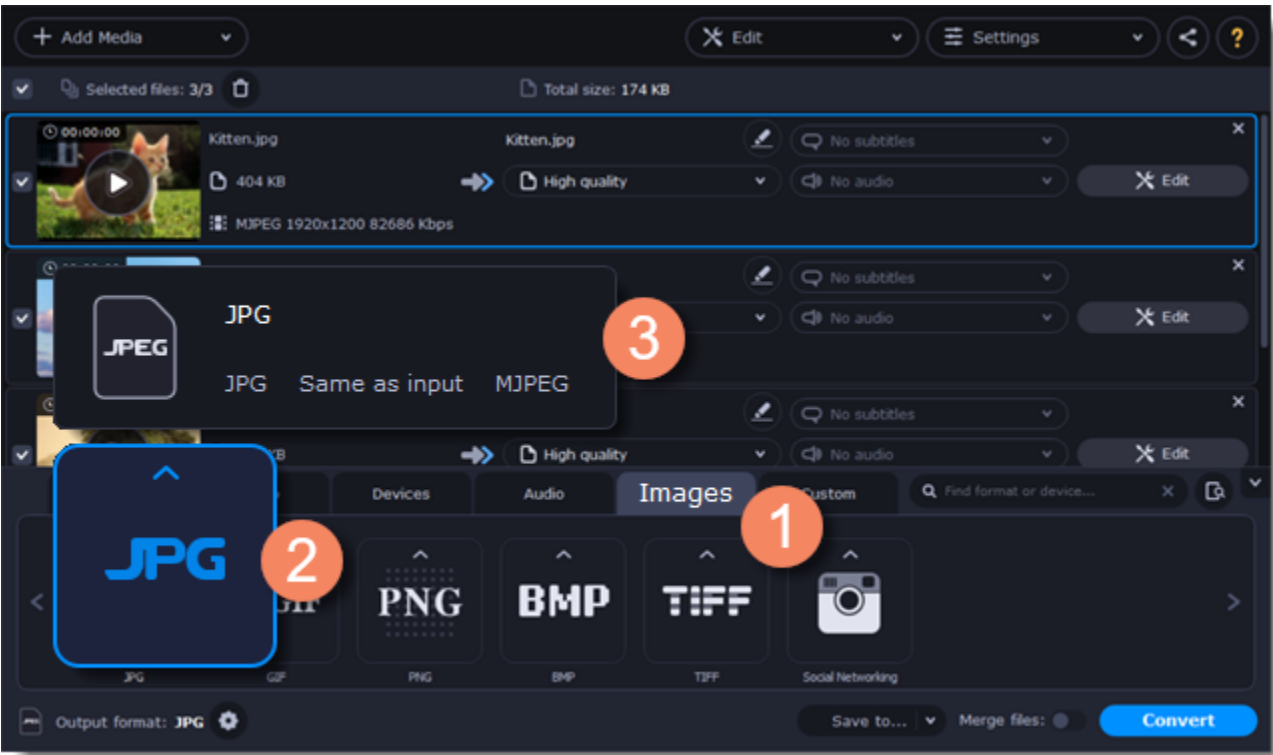 + Add Media
Edit
Settings
?
Selected files: 3/3
Total size: 174 KB
00:00:00
Kitten.jpg
Kitten.jpg
No subtitles
404 KB
High quality
No audio
Edit
MJPEG 1920x1200 82686 Kbps
No subtitles
JPG
3
No audio
Edit
JPEG
JPG Same as input MJPEG
No subtitles
KB
High quality
No audio
Edit
Devices
Audio
Images
1
Custom
Find format or device...
JPG
2
GIF
PNG
BMP
TIFF
JPG
GIF
PNG
BMP
TIFF
Social Networking
JPEG
Output format: JPG
Save to...
Merge files:
Convert